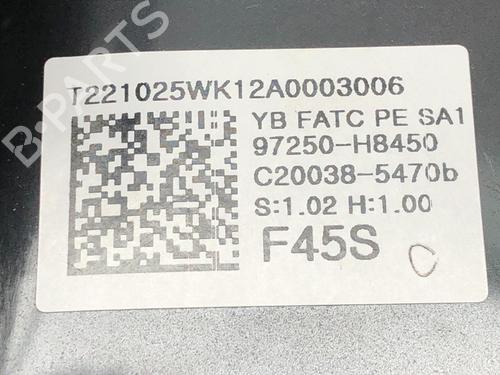 B-PARTS
T221025WK12A0003006
YB FATC PE SA1
97250-H8450
C20038-5470b
S:1.02 H:1.00
F45S